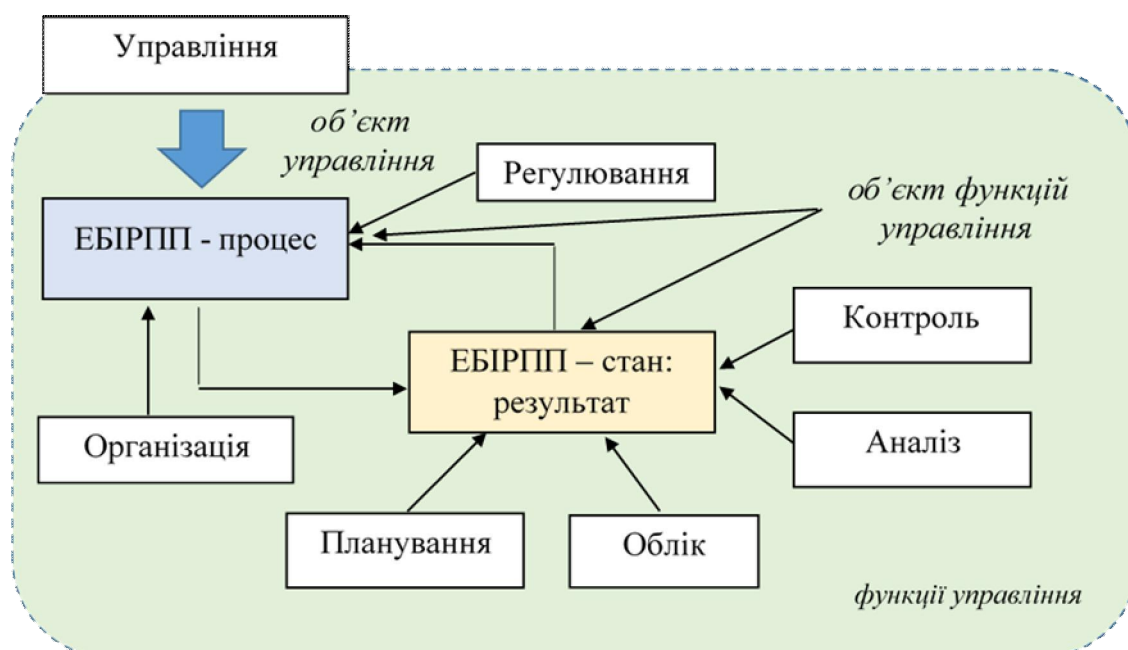 Управління
об’єкт
управління
Регулювання
об’єкт функцій
управління
ЕБІРПП - процес
Контроль
ЕБІРПП – стан:
результат
Організація
Аналіз
Планування
Облік
функції управління